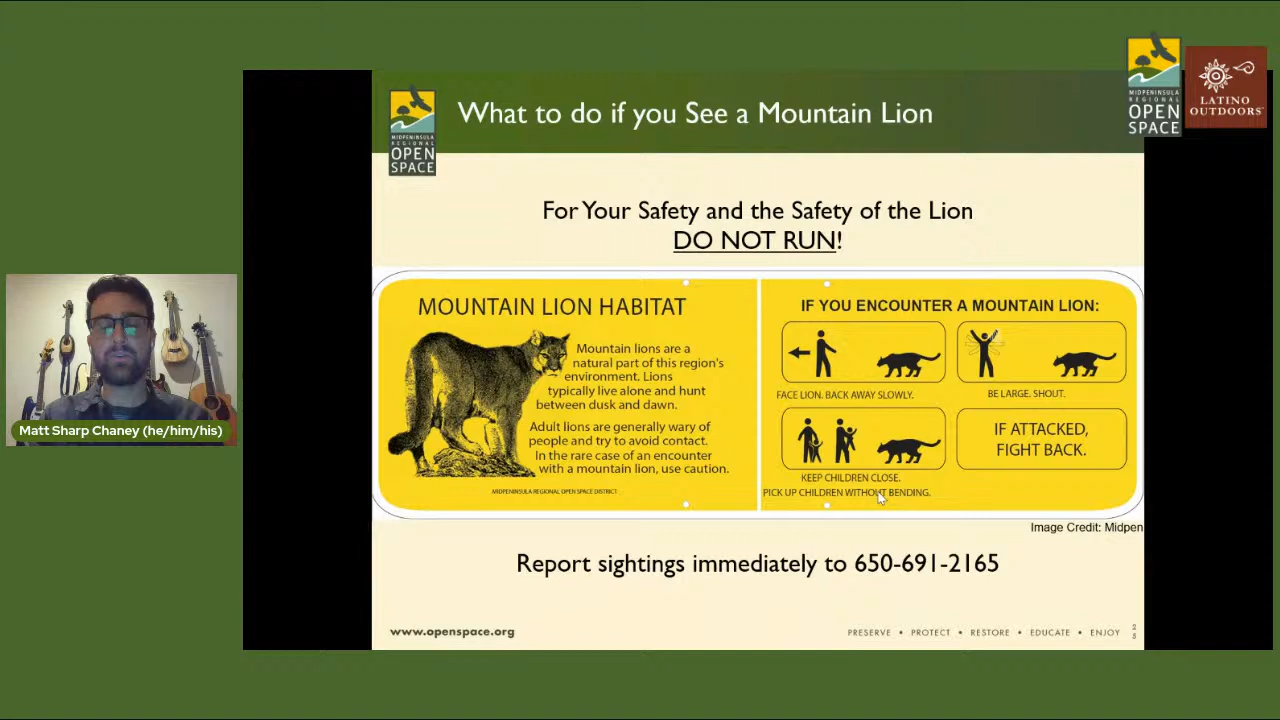 MIDPENINSULA
REGIONAL
OPEN
SPACE
LATINO
OUTDOORS
MIDPENINSULA
REGIONAL
OPEN
SPACE
What to do if you See a Mountain Lion
For Your Safety and the Safety of the Lion
DO NOT RUN!
MOUNTAIN LION HABITAT
Mountain lions are a
natural part of this region's
environment. Lions
typically live alone and hunt
between dusk and dawn.
Adult lions are generally wary of
people and try to avoid contact.
In the rare case of an encounter
with a mountain lion, use caution.
MIDPENINSULA REGIONAL OPEN SPACE DISTRICT
IF YOU ENCOUNTER A MOUNTAIN LION:
FACE LION. BACK AWAY SLOWLY.
BE LARGE. SHOUT.
KEEP CHILDREN CLOSE.
PICK UP CHILDREN WITHOUT BENDING.
IF ATTACKED,
FIGHT BACK.
Image Credit: Midpen
Report sightings immediately to 650-691-2165
www.openspace.org
PRESERVE • PROTECT • RESTORE • EDUCATE • ENJOY
Matt Sharp Chaney (he/him/his)